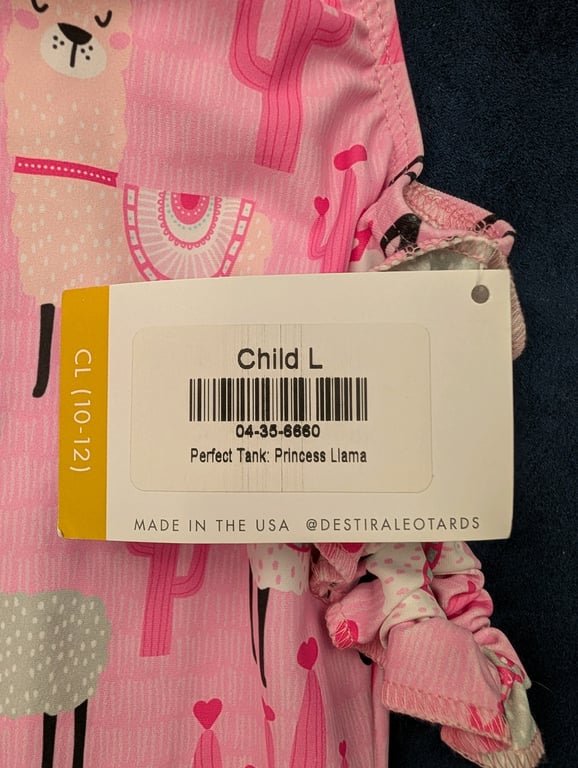 CL (10-12)
Child L
04-35-6660
Perfect Tank: Princess Llama
MADE IN THE USA @DESTIRALEOTARDS